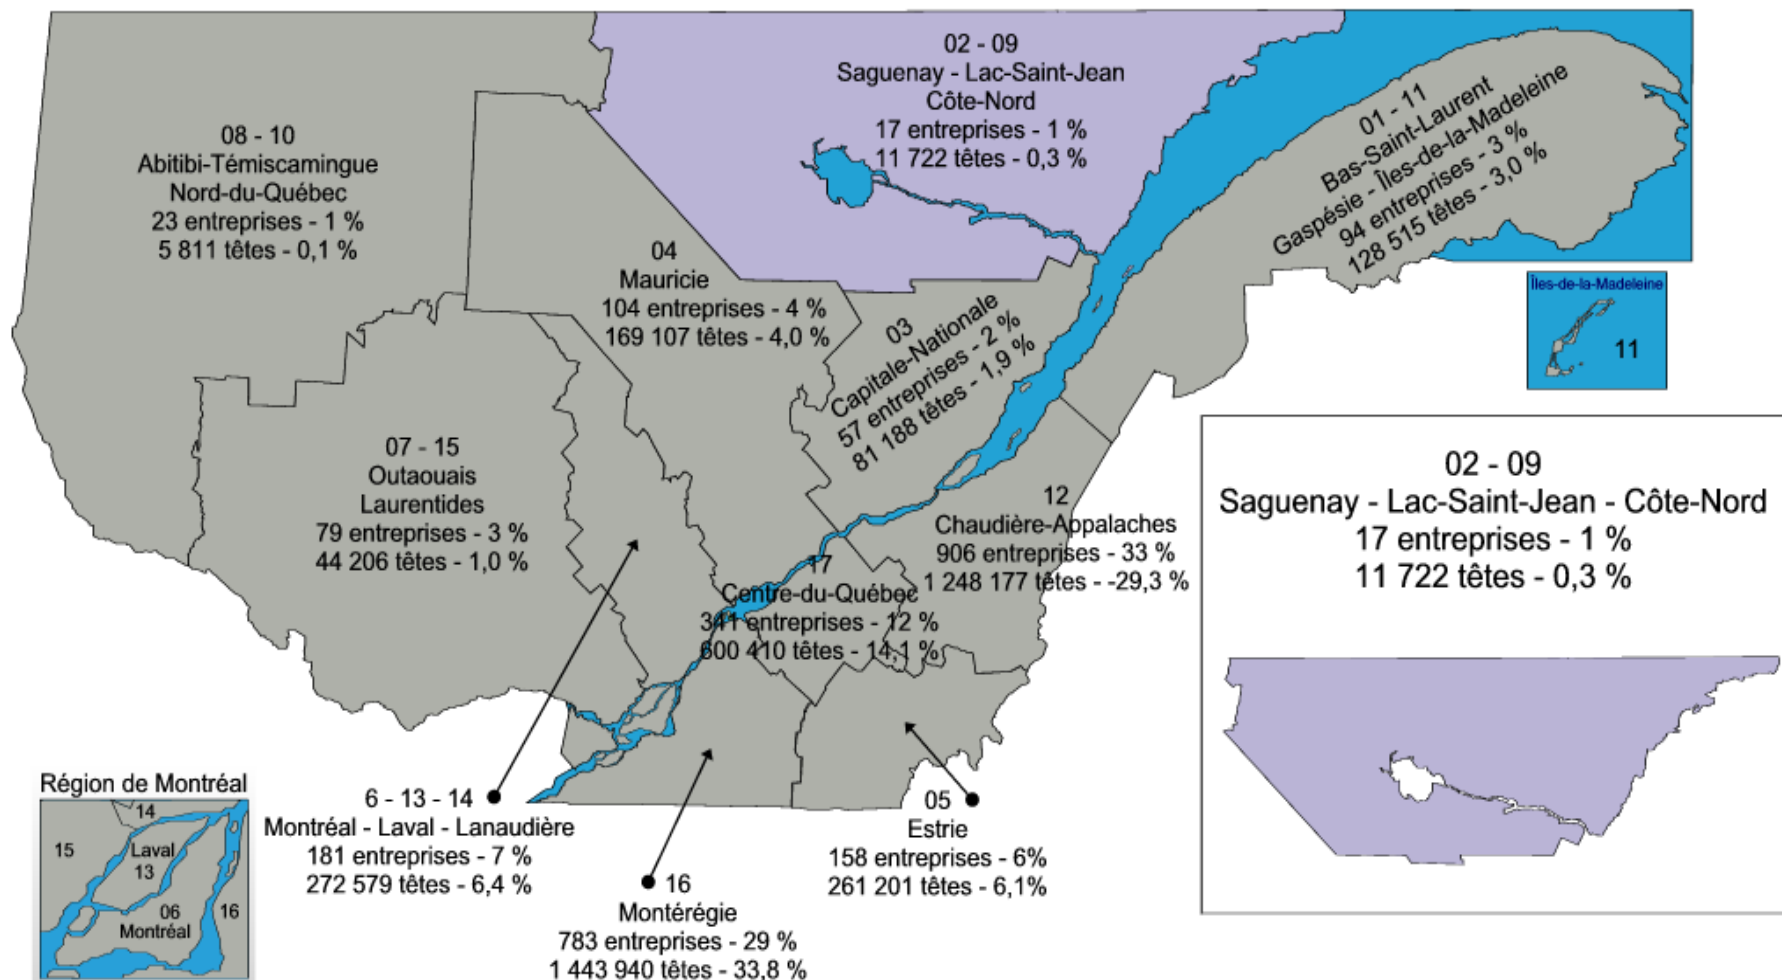 02 - 09
Saguenay - Lac-Saint-Jean
Côte-Nord
17 entreprises - 1 %
11 722 têtes - 0,3 %
01 - 11
Bas-Saint-Laurent
Gaspésie - Îles-de-la-Madeleine
94 entreprises - 3 %
128 515 têtes - 3,0 %
08 - 10
Abitibi-Témiscamingue
Nord-du-Québec
23 entreprises - 1 %
5 811 têtes - 0,1 %
04
Mauricie
104 entreprises - 4 %
169 107 têtes - 4,0 %
03
Capitale-Nationale
57 entreprises - 2 %
81 188 têtes - 1,9 %
Îles-de-la-Madeleine
11
07 - 15
Outaouais
Laurentides
79 entreprises - 3 %
44 206 têtes - 1,0 %
12
Chaudière-Appalaches
906 entreprises - 33 %
1 248 177 têtes - -29,3 %
17
Centre-du-Québec
341 entreprises - 12 %
600 410 têtes - 14,1 %
02 - 09
Saguenay - Lac-Saint-Jean - Côte-Nord
17 entreprises - 1 %
11 722 têtes - 0,3 %
Région de Montréal
14
15
Laval
13
06
Montréal
16
6 - 13 - 14
Montréal - Laval - Lanaudière
181 entreprises - 7 %
272 579 têtes - 6,4 %
16
Montérégie
783 entreprises - 29 %
1 443 940 têtes - 33,8 %
05
Estrie
158 entreprises - 6%
261 201 têtes - 6,1%